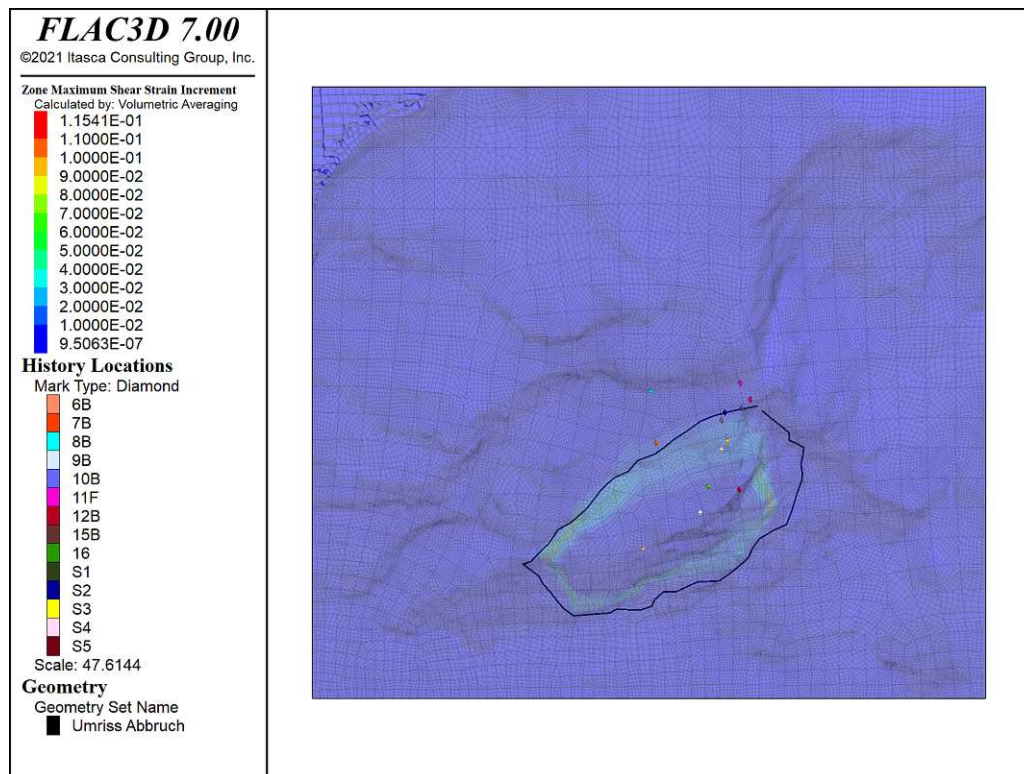 FLAC3D 7.00
©2021 Itasca Consulting Group, Inc.
Zone Maximum Shear Strain Increment
Calculated by: Volumetric Averaging
1.1541E-01
1.1000E-01
1.0000E-01
9.0000E-02
8.0000E-02
7.0000E-02
6.0000E-02
5.0000E-02
4.0000E-02
3.0000E-02
2.0000E-02
1.0000E-02
9.5063E-07
History Locations
Mark Type: Diamond
6B
7B
8B
9B
10B
11F
12B
15B
16
S1
S2
S3
S4
S5
Scale: 47.6144
Geometry
Geometry Set Name
Umriss Abbruch